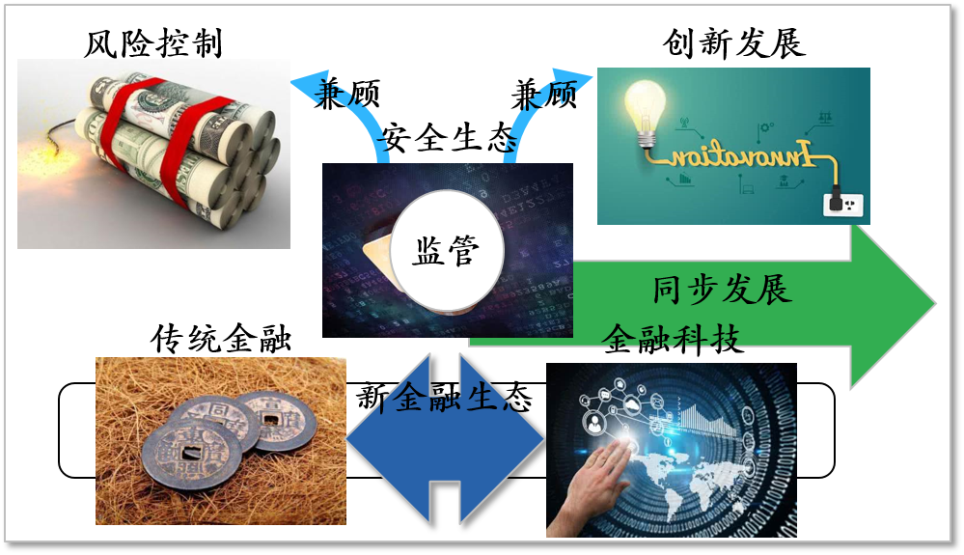 风险控制
创新发展
兼顾
兼顾
安全生态
Innovation
监管
同步发展
传统金融
金融科技
新金融生态